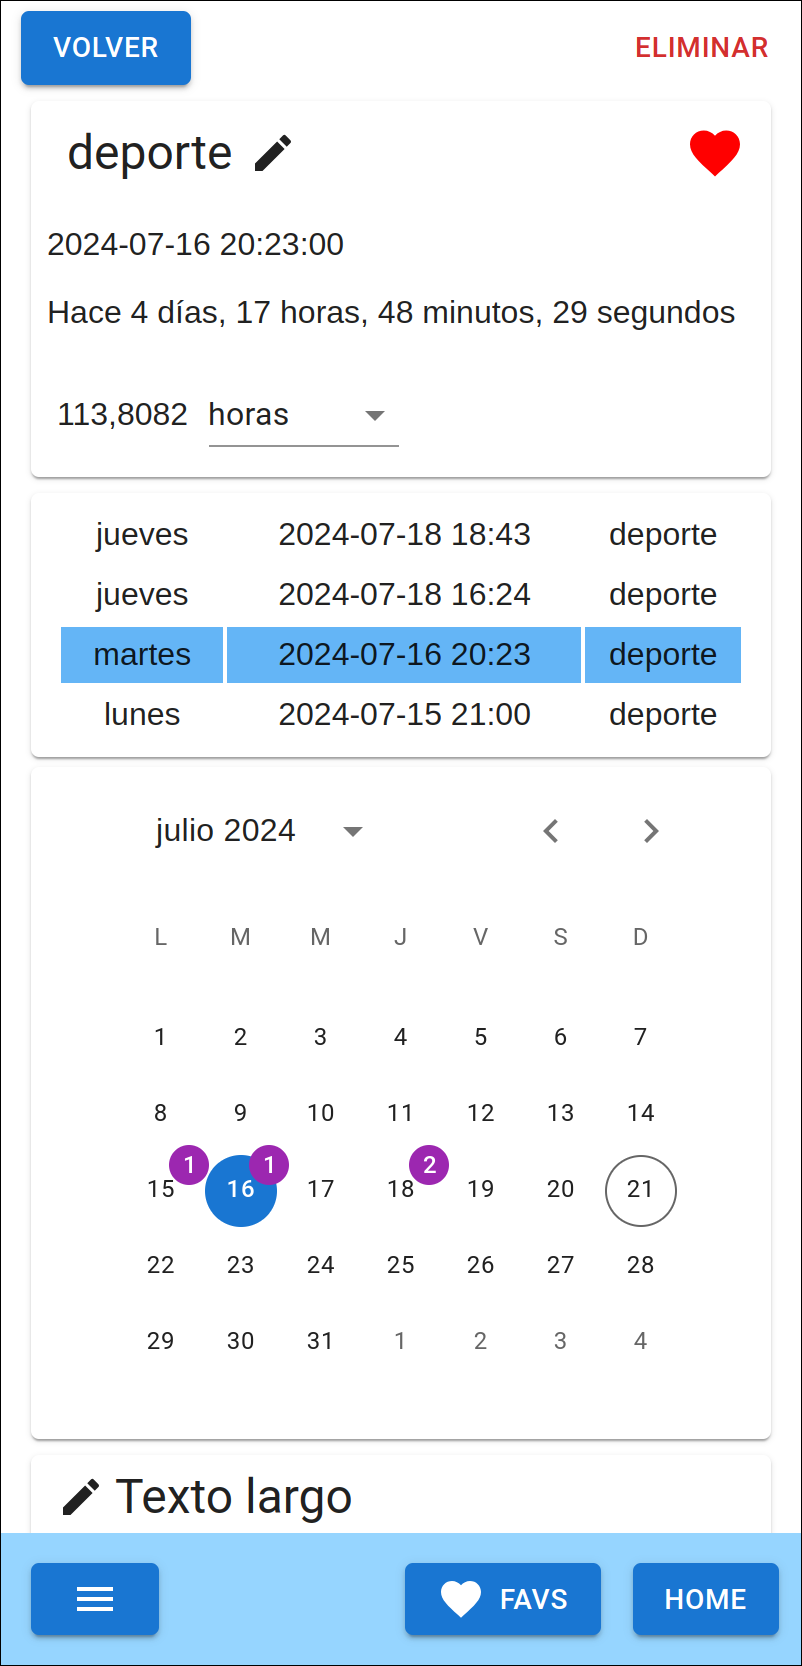 VOLVER ELIMINAR
deporte
2024-07-16 20:23:00
Hace 4 días, 17 horas, 48 minutos, 29 segundos
113,8082 horas
jueves 2024-07-18 18:43 deporte
jueves 2024-07-18 16:24 deporte
martes 2024-07-16 20:23 deporte
lunes 2024-07-15 21:00 deporte
julio 2024
L M M J V S D
1 2 3 4 5 6 7
8 9 10 11 12 13 14
1 1 2
15 16 17 18 19 20 21
22 23 24 25 26 27 28
29 30 31 1 2 3 4
Texto largo
FAVS HOME